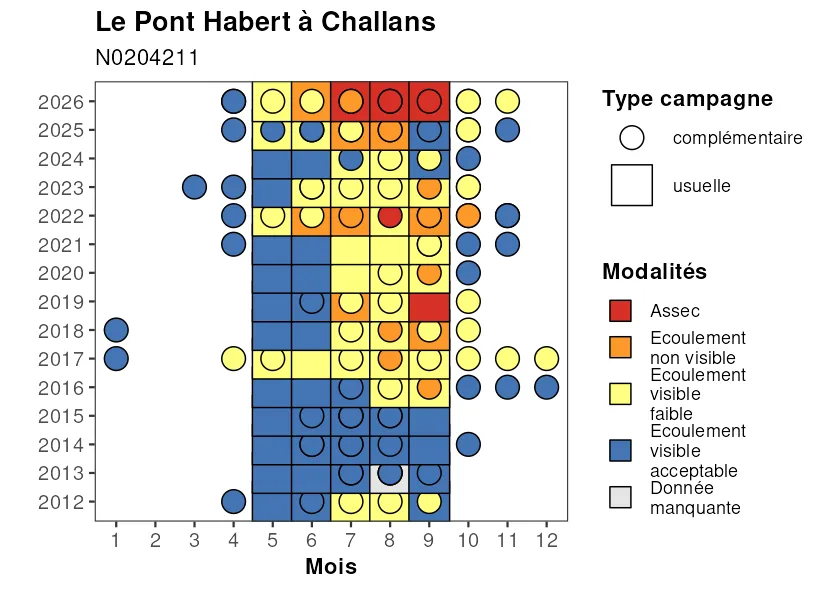 Le Pont Habert à Challans
N0204211
2026
2025
2024
2023
2022
2021
2020
2019
2018
2017
2016
2015
2014
2013
2012
1 2 3 4 5 6 7 8 9 10 11 12
Mois
Type campagne
complémentaire
usuelle
Modalités
Assec
Ecoulement
non visible
Ecoulement
visible
faible
Ecoulement
visible
acceptable
Donnée
manquante